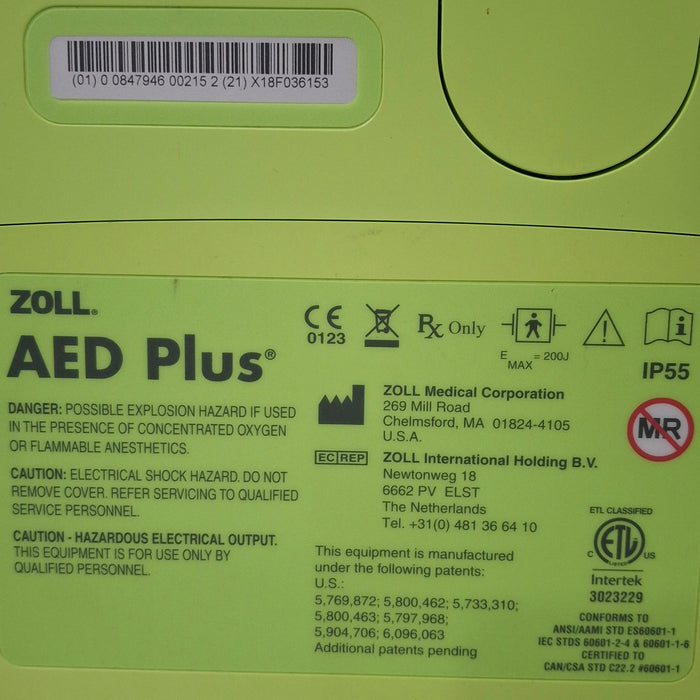 (01) 0 0847946 00215 2 (21) X18F036153
ZOLL®
AED Plus®
DANGER: POSSIBLE EXPLOSION HAZARD IF USED
IN THE PRESENCE OF CONCENTRATED OXYGEN
OR FLAMMABLE ANESTHETICS.
CAUTION: ELECTRICAL SHOCK HAZARD. DO NOT
REMOVE COVER. REFER SERVICING TO QUALIFIED
SERVICE PERSONNEL.
CAUTION - HAZARDOUS ELECTRICAL OUTPUT.
THIS EQUIPMENT IS FOR USE ONLY BY
QUALIFIED PERSONNEL.
CE
0123
Rx Only
E MAX = 200J
i
IP55
MR
ZOLL Medical Corporation
269 Mill Road
Chelmsford, MA 01824-4105
U.S.A.
EC REP
ZOLL International Holding B.V.
Newtonweg 18
6662 PV ELST
The Netherlands
Tel. +31(0) 481 36 64 10
This equipment is manufactured
under the following patents:
U.S.:
5,769,872; 5,800,462; 5,733,310;
5,800,463; 5,797,968;
5,904,706; 6,096,063
Additional patents pending
ETL CLASSIFIED
C ETL US
LISTED
Intertek
3023229
CONFORMS TO
ANSI/AAMI STD ES60601-1
IEC STDS 60601-2-4 & 60601-1-6
CERTIFIED TO
CAN/CSA STD C22.2 #60601-1